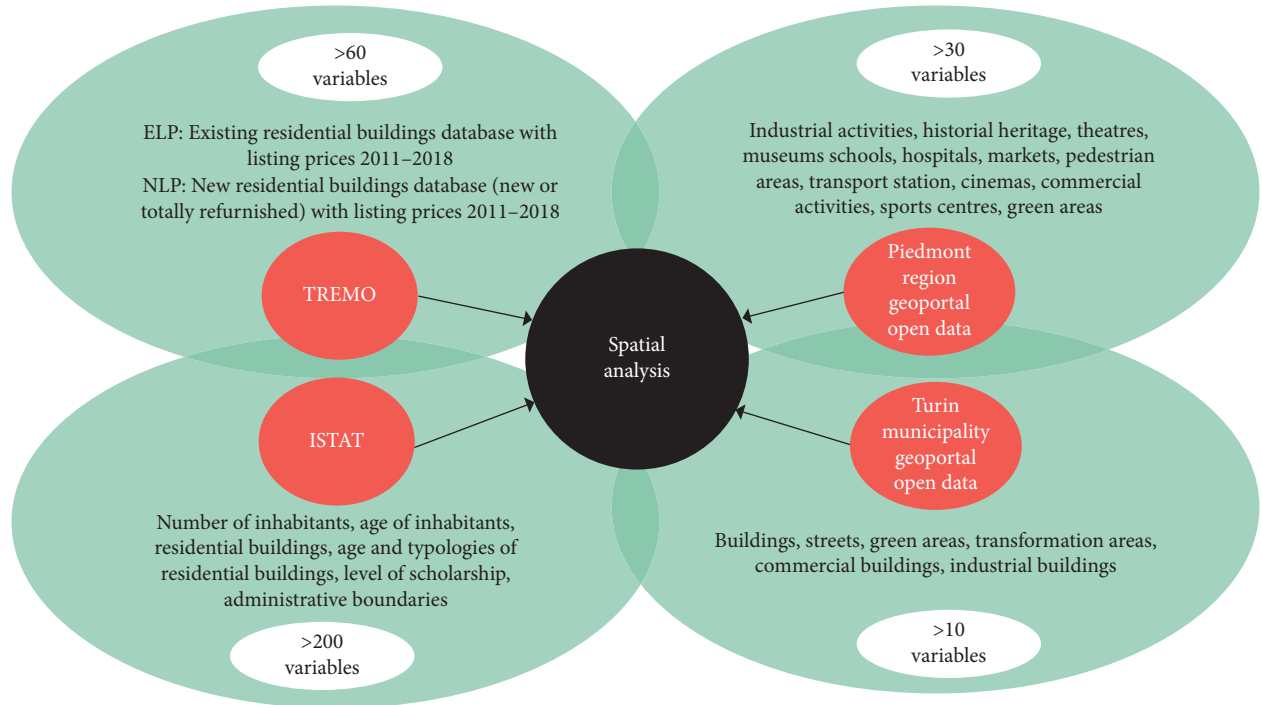 >60
variables
ELP: Existing residential buildings database with
listing prices 2011–2018
NLP: New residential buildings database (new or
totally refurnished) with listing prices 2011–2018
TREMO
>30
variables
Industrial activities, historial heritage, theatres,
museums schools, hospitals, markets, pedestrian
areas, transport station, cinemas, commercial
activities, sports centres, green areas
Piedmont
region
geoportal
open data
Spatial
analysis
ISTAT
Number of inhabitants, age of inhabitants,
residential buildings, age and typologies of
residential buildings, level of scholarship,
administrative boundaries
>200
variables
Turin
municipality
geoportal
open data
Buildings, streets, green areas, transformation areas,
commercial buildings, industrial buildings
>10
variables